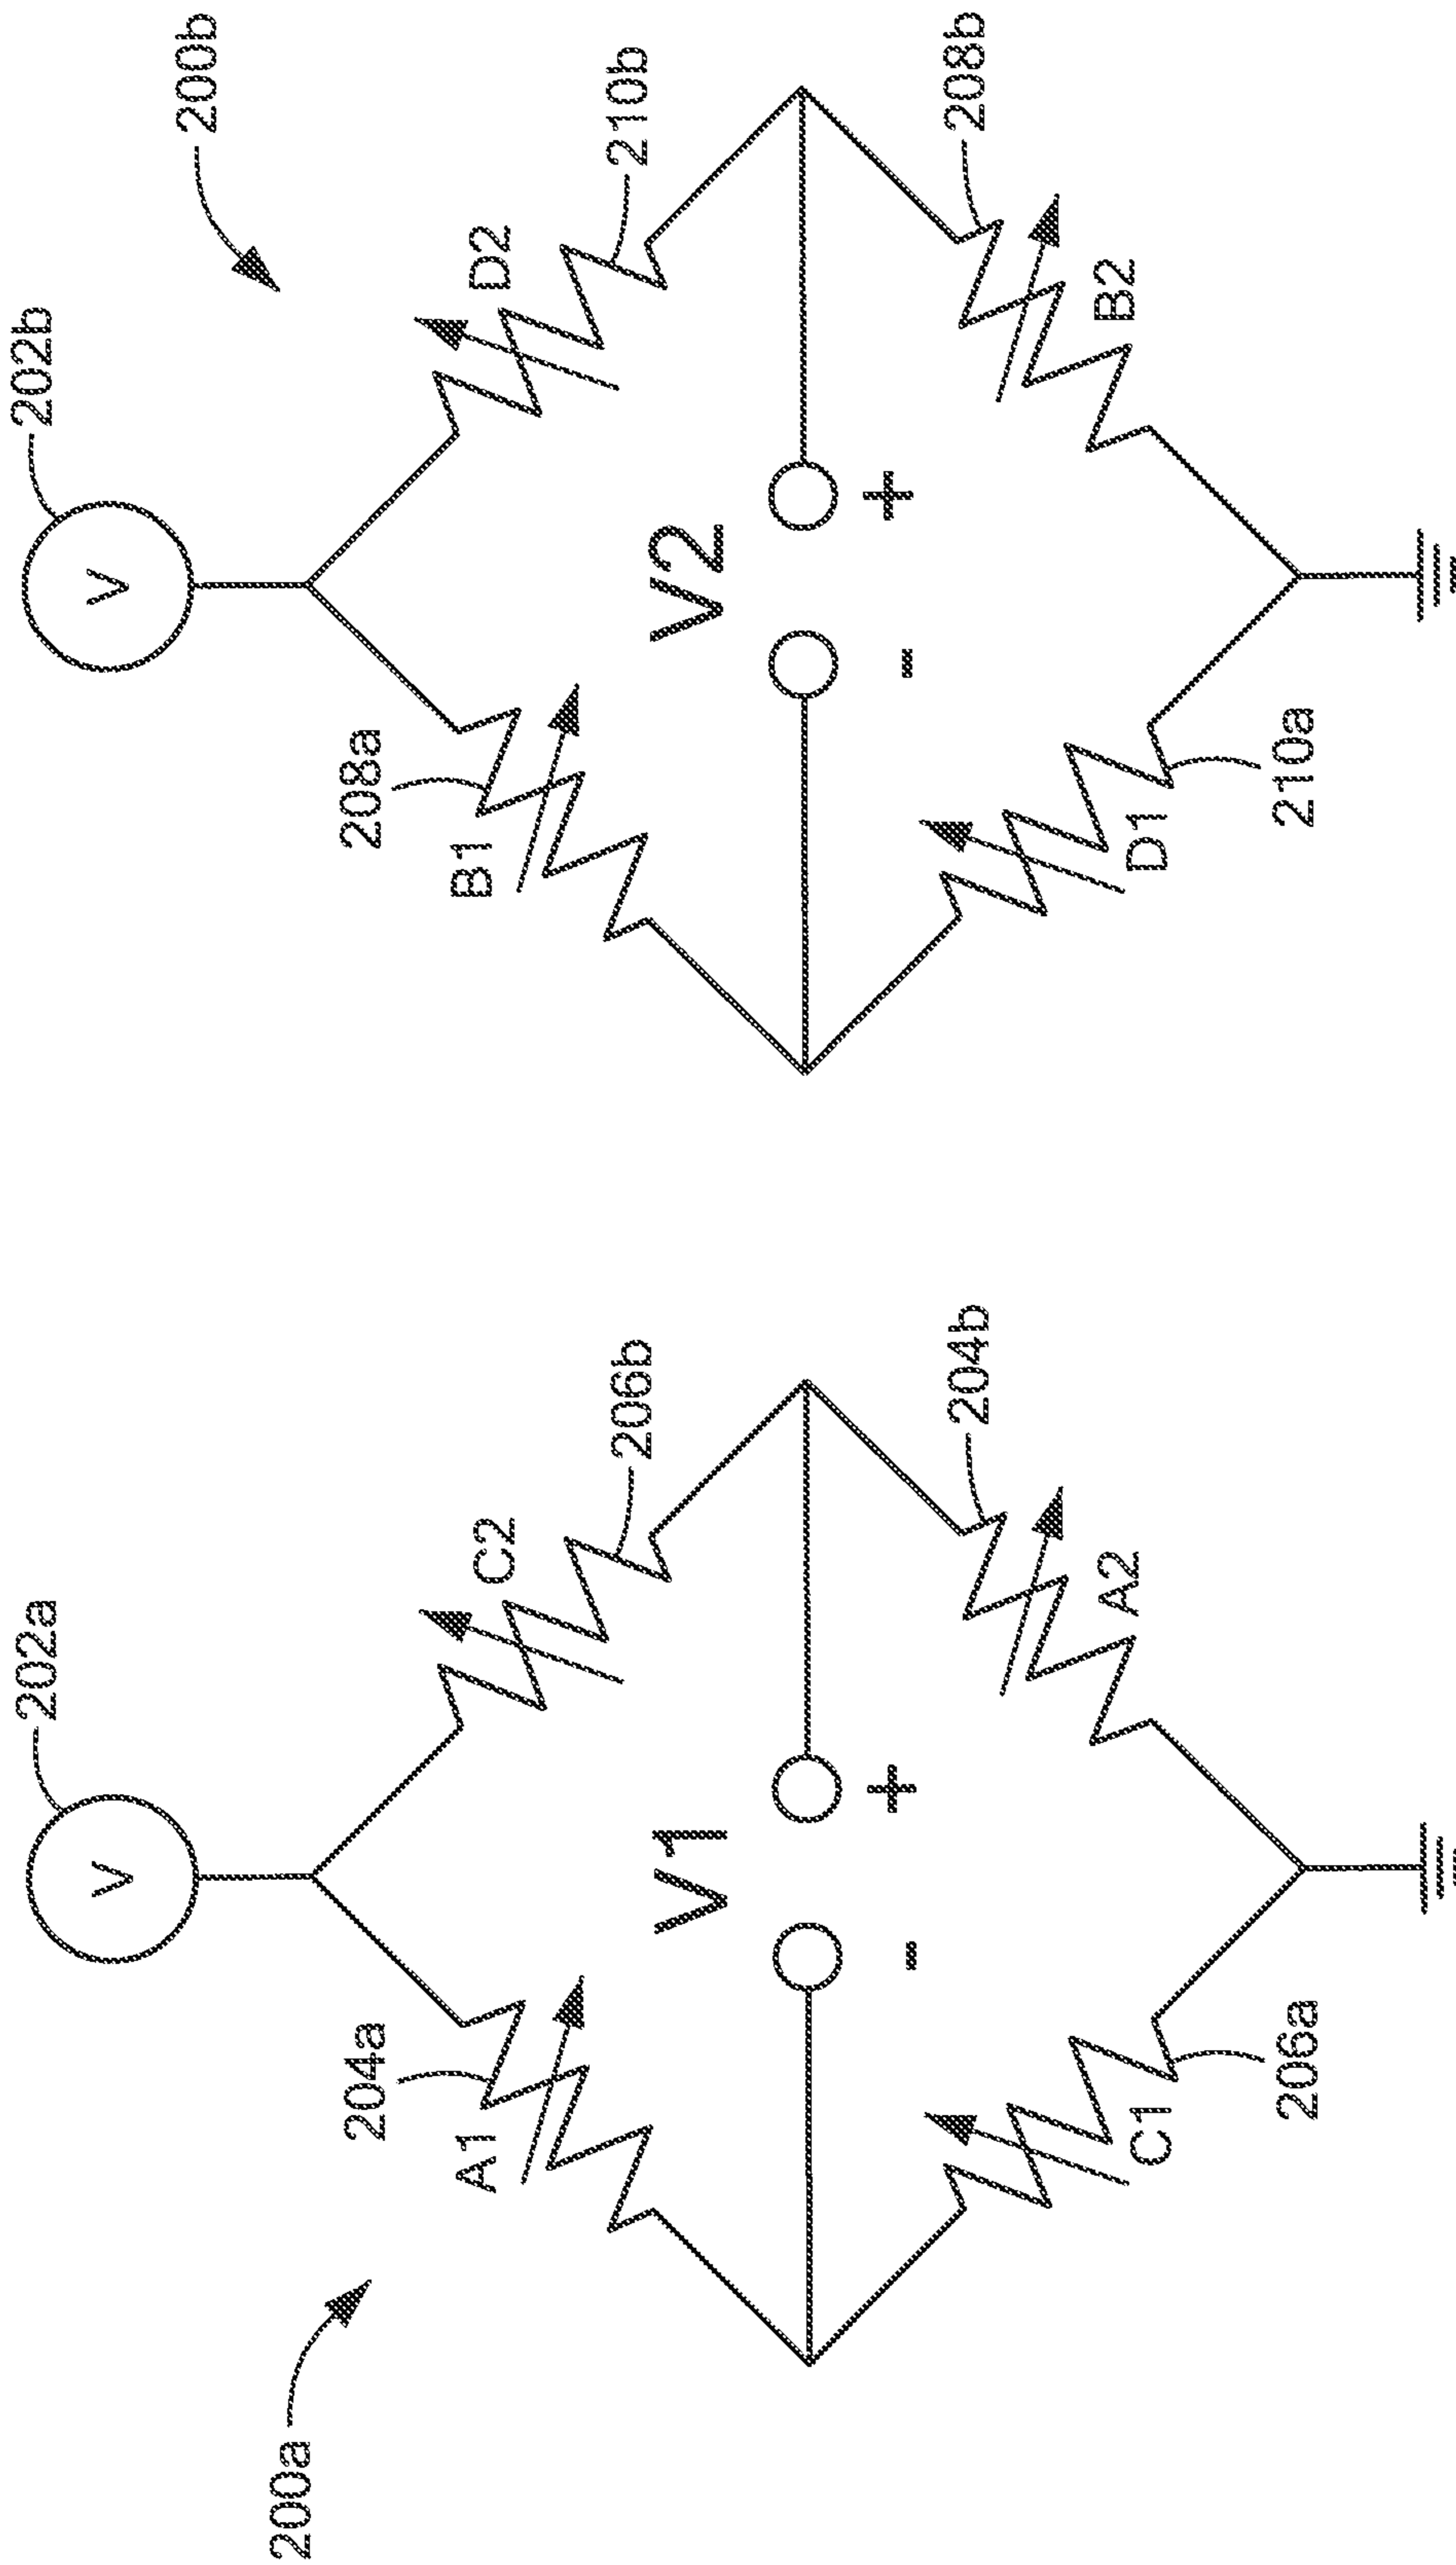 200a
202a
V
204a
A1
C2
206b
V1
-
+
C1
206a
A2
204b
200b
202b
V
208a
B1
D2
210b
V2
-
+
D1
210a
B2
208b